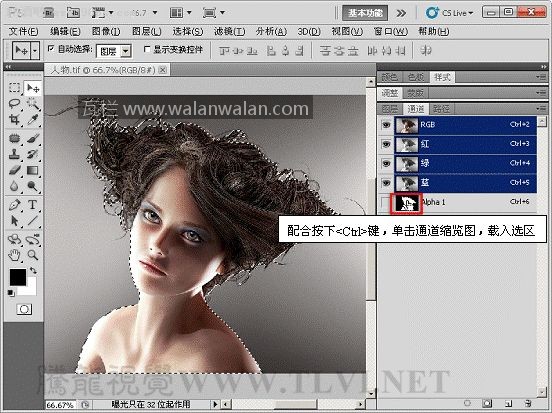 Ps 66.7 基本功能 >> CS Live
文件(F) 编辑(E) 图像(I) 图层(L) 选择(S) 滤镜(T) 分析(A) 3D(D) 视图(V) 窗口(W) 帮助(H)
自动选择: 图层 显示变换控件
人物.tif @ 66.7%(RGB/8#)
颜色 色板 样式
调整 蒙版
图层 通道 路径
瓦栏 www.walanwalan.com
RGB Ctrl+2
红 Ctrl+3
绿 Ctrl+4
蓝 Ctrl+5
Alpha 1 Ctrl+6
配合按下<Ctrl>键，单击通道缩览图，载入选区
騰龍視覺 WWW.TLVI.NET
66.67% 曝光只在 32 位起作用